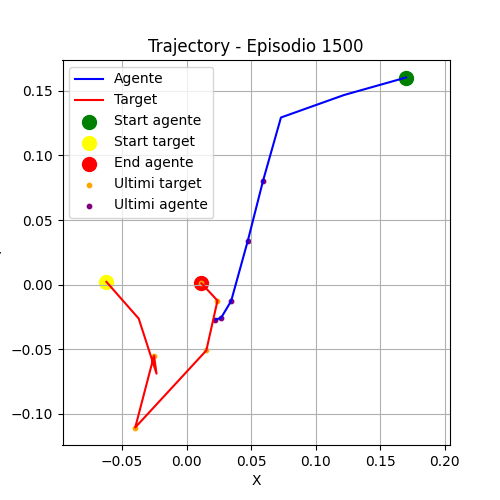 Trajectory - Episodio 1500
Agente
Target
Start agente
Start target
End agente
Ultimi target
Ultimi agente
0.15
0.10
0.05
0.00
−0.05
−0.10
−0.05
0.00
0.05
0.10
0.15
0.20
X